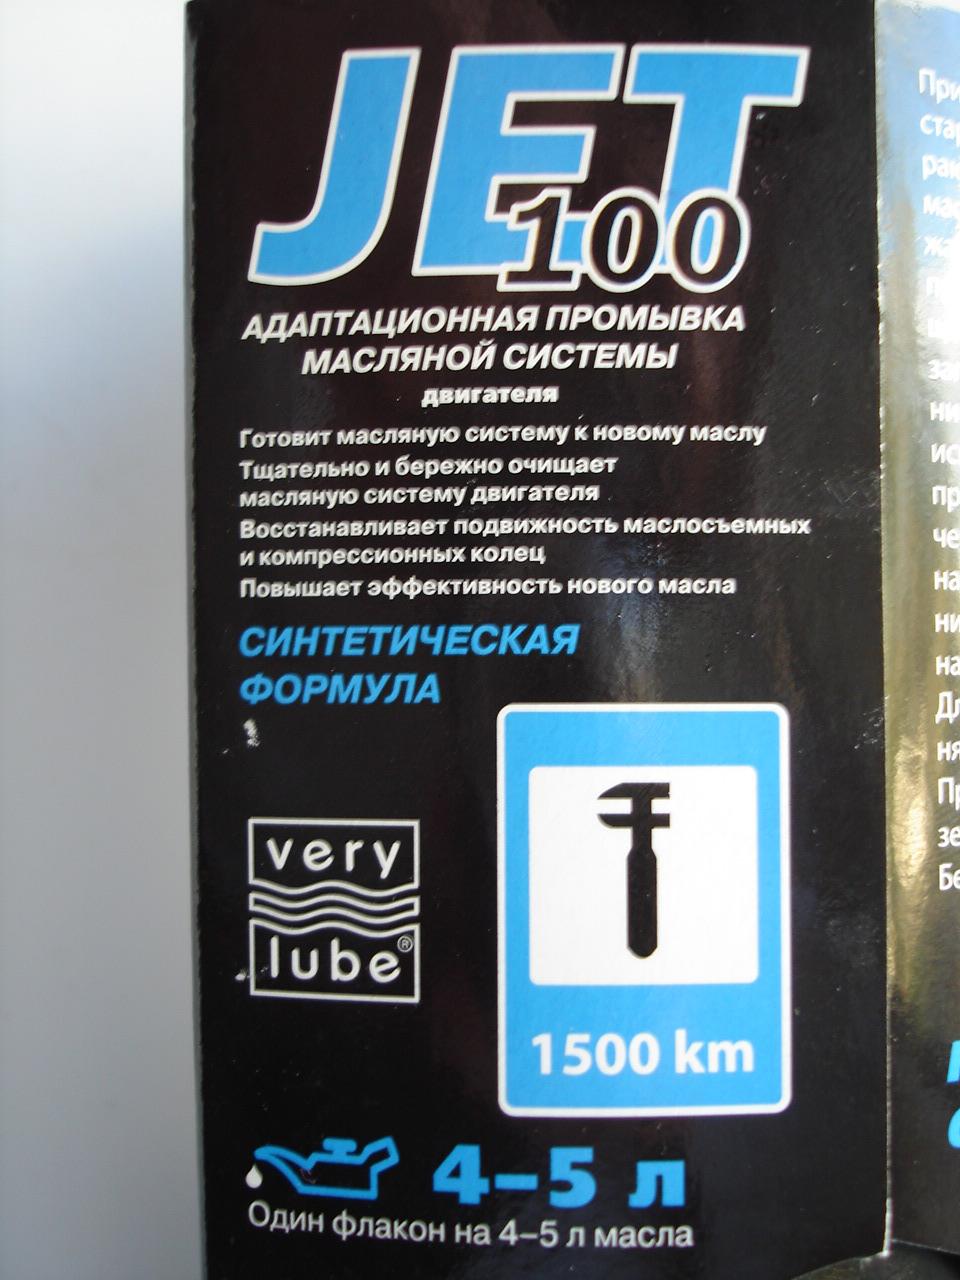 JET
100
АДАПТАЦИОННАЯ ПРОМЫВКА
МАСЛЯНОЙ СИСТЕМЫ
двигателя
Готовит масляную систему к новому маслу
Тщательно и бережно очищает
масляную систему двигателя
Восстанавливает подвижность маслосъемных
и компрессионных колец
Повышает эффективность нового масла
СИНТЕТИЧЕСКАЯ
ФОРМУЛА
very
lube®
1500 km
4–5 л
Один флакон на 4–5 л масла